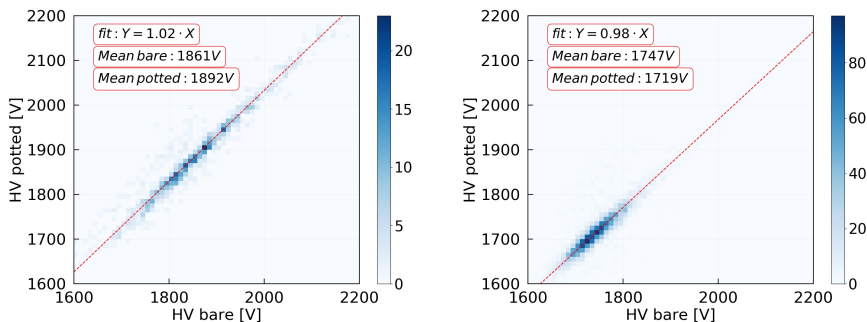 2200
2100
2000
1900
1800
1700
1600
HV potted [V]
fit : Y = 1.02 · X
Mean bare : 1861V
Mean potted : 1892V
1600 1800 2000 2200
HV bare [V]
20
15
10
5
0
2200
2100
2000
1900
1800
1700
1600
HV potted [V]
fit : Y = 0.98 · X
Mean bare : 1747V
Mean potted : 1719V
1600 1800 2000 2200
HV bare [V]
80
60
40
20
0